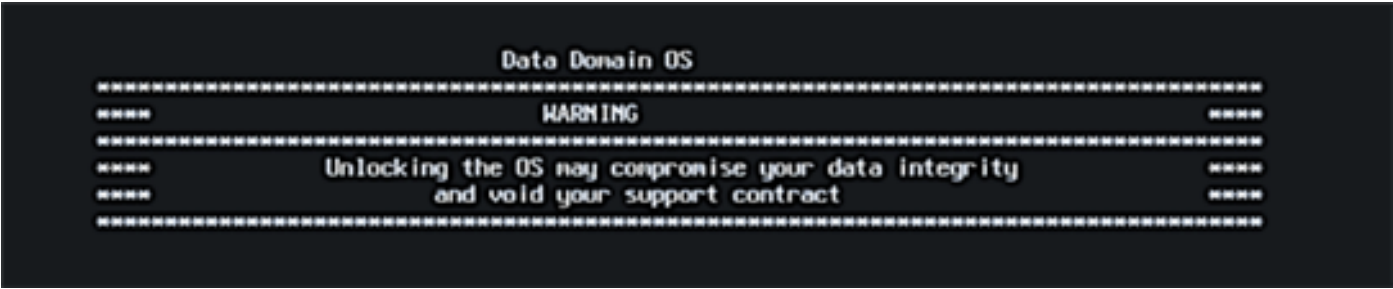 Data Domain OS
**************************************************************************************
**** WARNING ****
**************************************************************************************
**** Unlocking the OS may compromise your data integrity ****
**** and void your support contract ****
**************************************************************************************